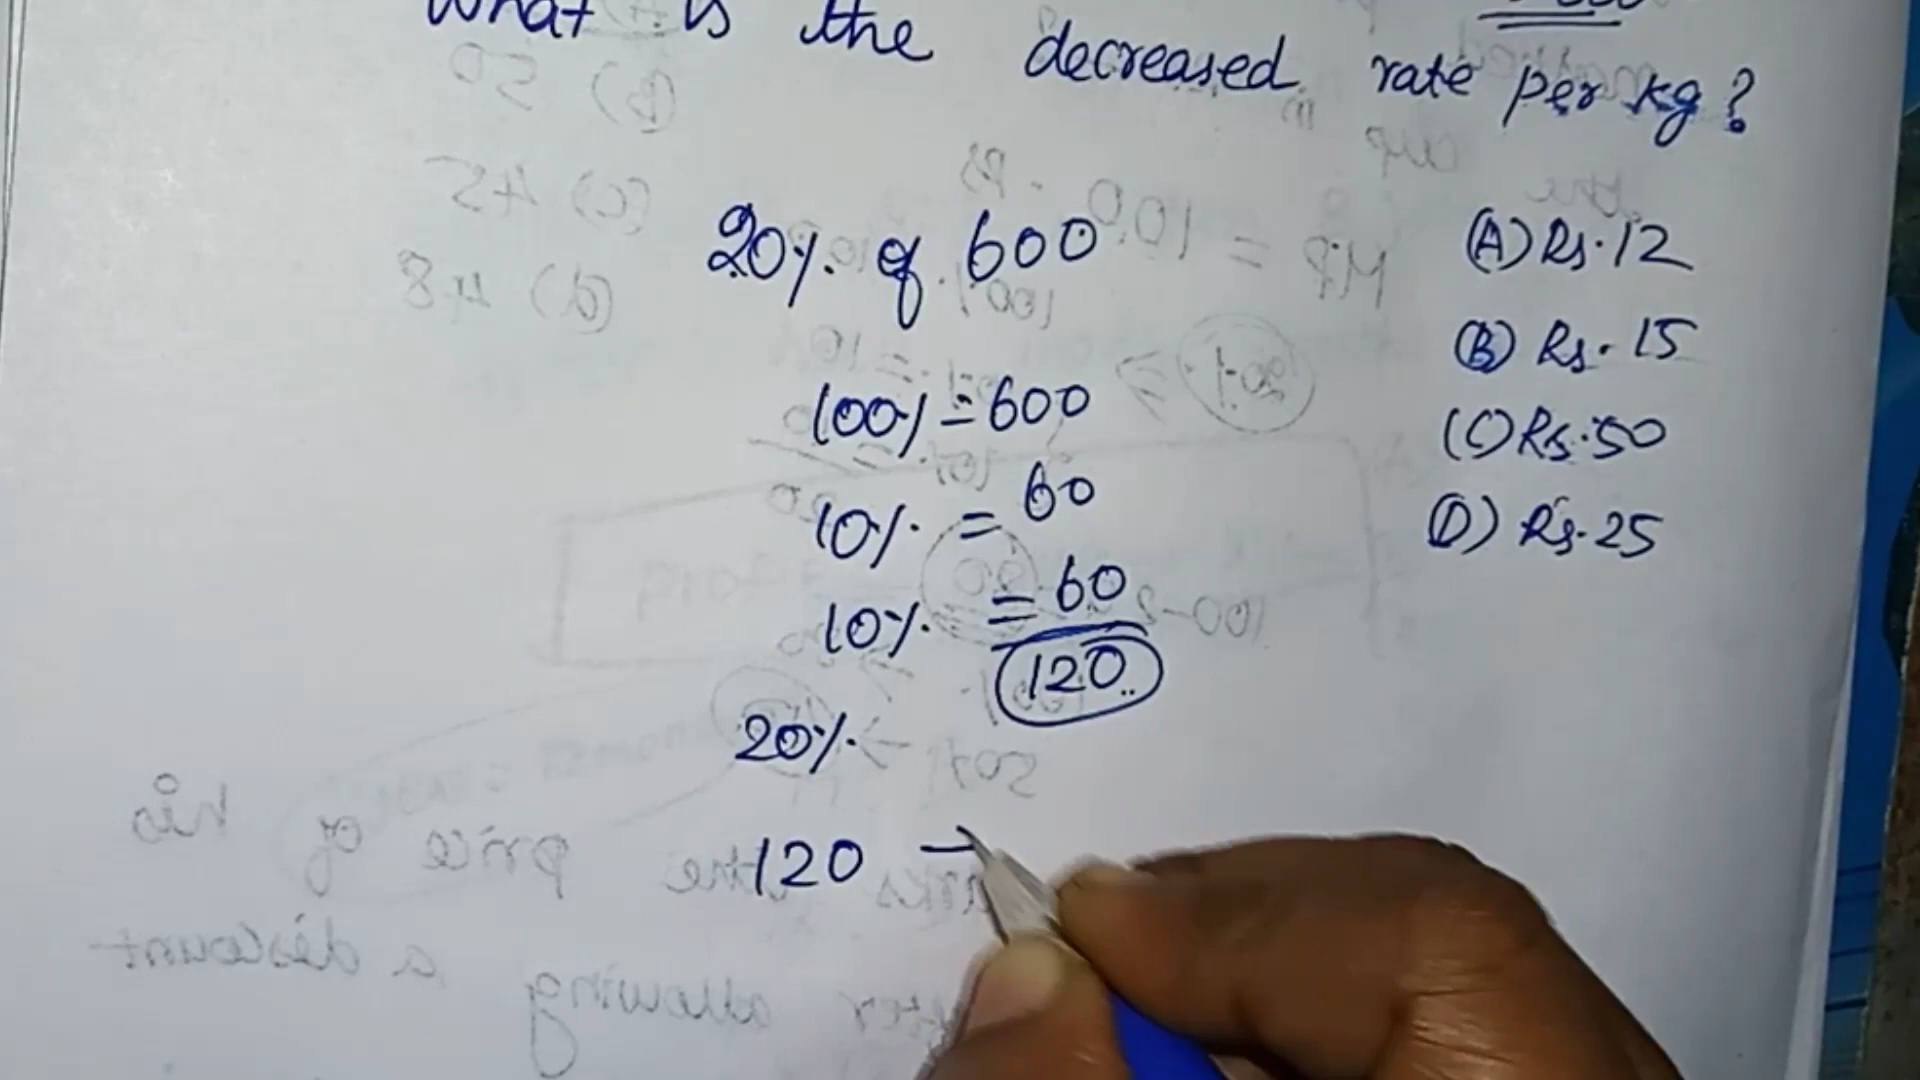 What is the decreased rate per kg?
20% of 600
(A) Rs. 12
(B) Rs. 15
100% = 600
(C) Rs. 50
10% = 60
(D) Rs. 25
10% = 60
120
20%
120 →